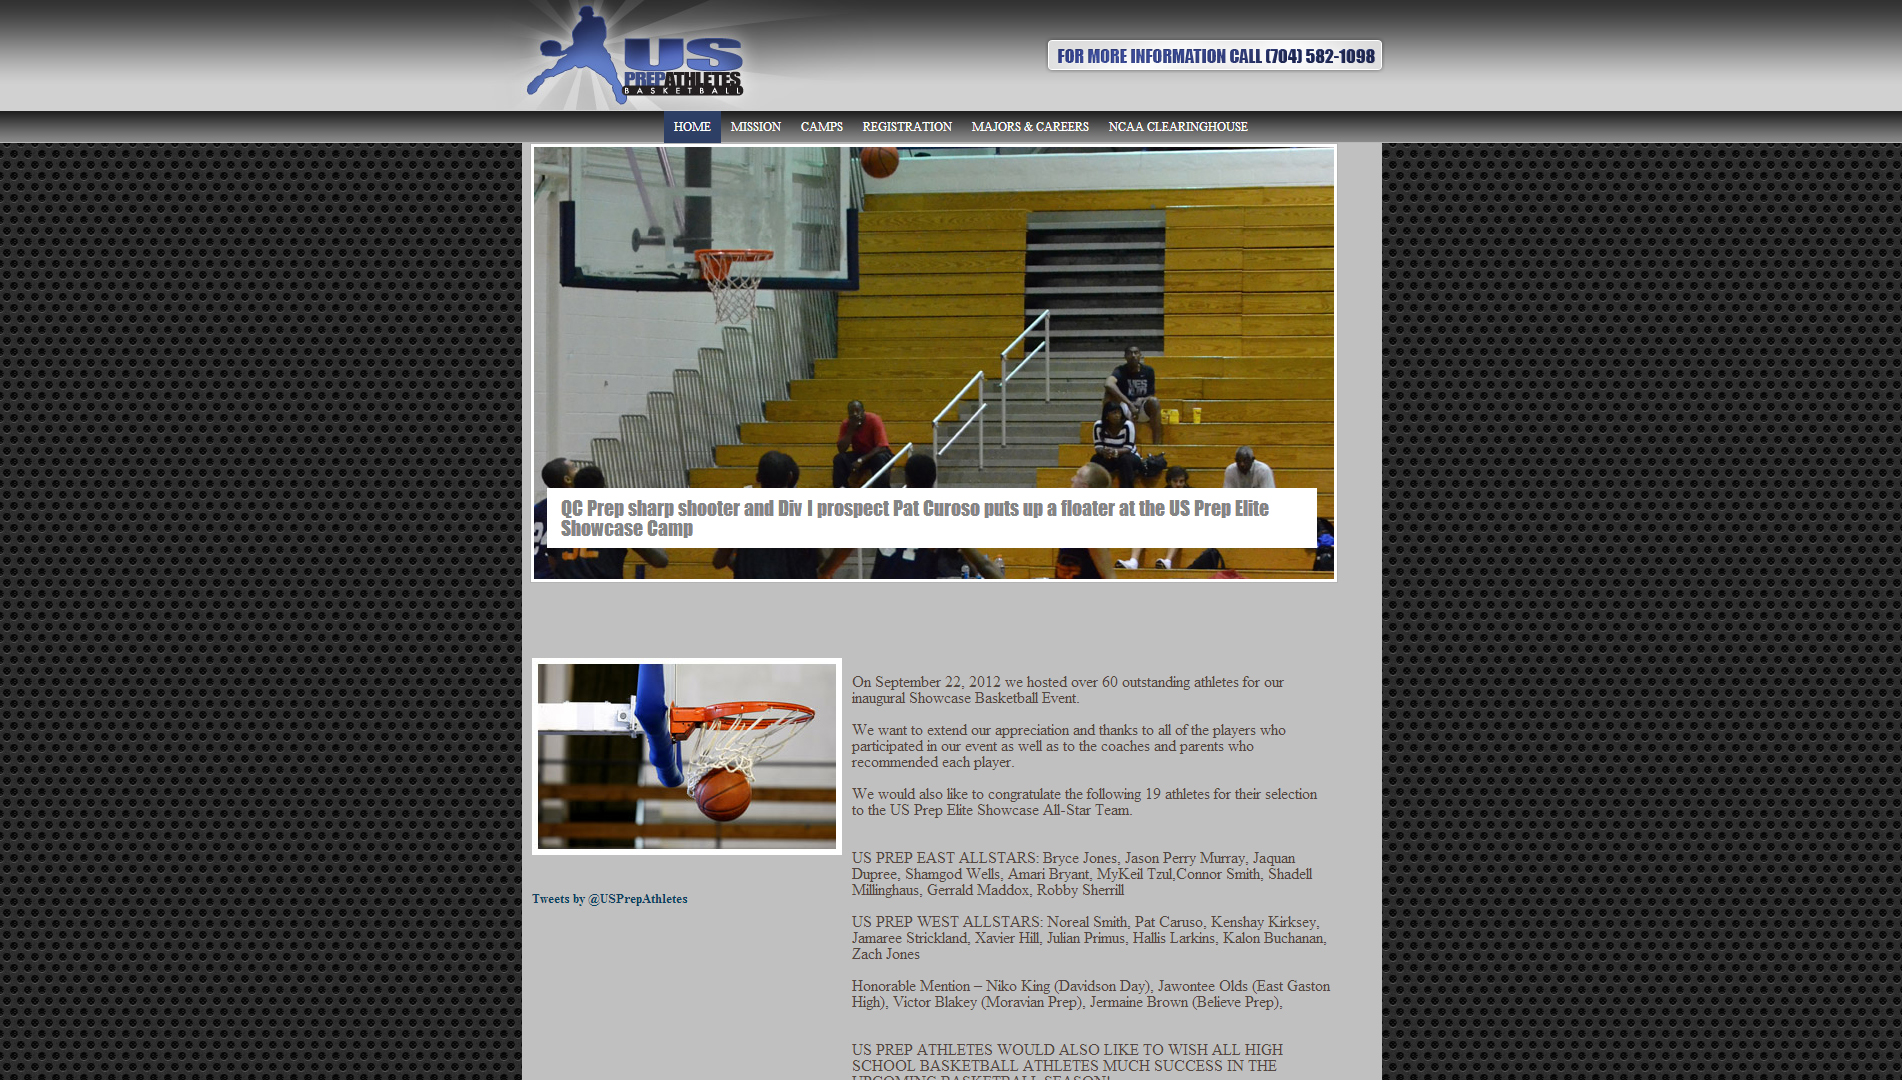 US
PREPATHLETES
BASKETBALL
FOR MORE INFORMATION CALL (704) 582-1098
HOME MISSION CAMPS REGISTRATION MAJORS & CAREERS NCAA CLEARINGHOUSE
QC Prep sharp shooter and Div I prospect Pat Curoso puts up a floater at the US Prep Elite
Showcase Camp
On September 22, 2012 we hosted over 60 outstanding athletes for our
inaugural Showcase Basketball Event.
We want to extend our appreciation and thanks to all of the players who
participated in our event as well as to the coaches and parents who
recommended each player.
We would also like to congratulate the following 19 athletes for their selection
to the US Prep Elite Showcase All-Star Team.
US PREP EAST ALLSTARS: Bryce Jones, Jason Perry Murray, Jaquan
Dupree, Shamgod Wells, Amari Bryant, MyKeil Tzul,Connor Smith, Shadell
Millinghaus, Gerrald Maddox, Robby Sherrill
Tweets by @USPrepAthletes
US PREP WEST ALLSTARS: Noreal Smith, Pat Caruso, Kenshay Kirksey,
Jamaree Strickland, Xavier Hill, Julian Primus, Hallis Larkins, Kalon Buchanan,
Zach Jones
Honorable Mention – Niko King (Davidson Day), Jawontee Olds (East Gaston
High), Victor Blakey (Moravian Prep), Jermaine Brown (Believe Prep),
US PREP ATHLETES WOULD ALSO LIKE TO WISH ALL HIGH
SCHOOL BASKETBALL ATHLETES MUCH SUCCESS IN THE
UPCOMING BASKETBALL SEASON!